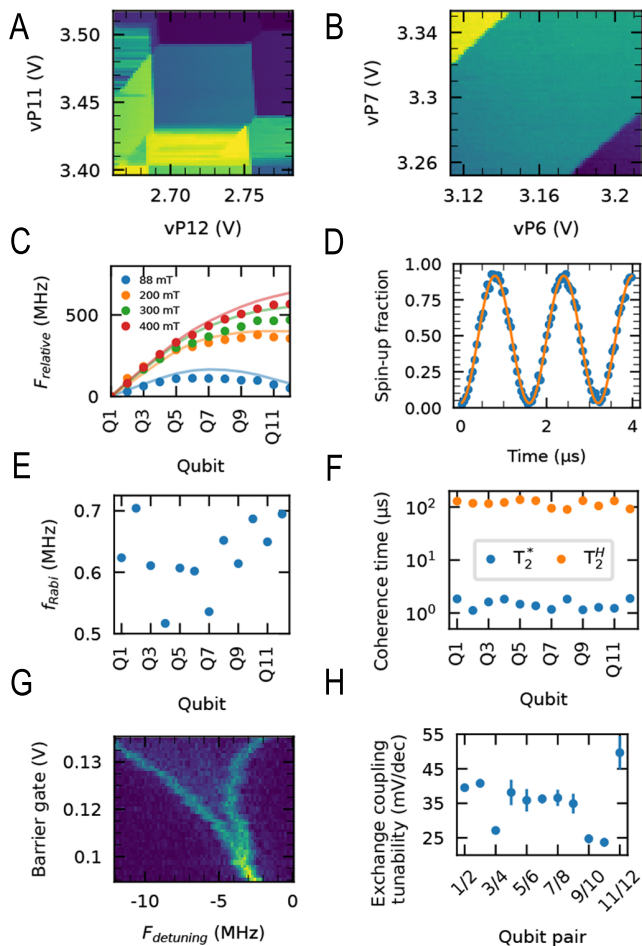 A
3.50
3.45
3.40
vP11 (V)
2.70
2.75
vP12 (V)
B
3.34
3.3
3.26
vP7 (V)
3.12
3.16
3.2
vP6 (V)
C
500
0
F_relative (MHz)
88 mT
200 mT
300 mT
400 mT
Q1
Q3
Q5
Q7
Q9
Q11
Qubit
D
1.00
0.75
0.50
0.25
0.00
Spin-up fraction
0
2
4
Time (μs)
E
0.7
0.6
0.5
f_Rabi (MHz)
Q1
Q3
Q5
Q7
Q9
Q11
Qubit
F
10²
10¹
10⁰
Coherence time (μs)
T₂*
T₂ᴴ
Q1
Q3
Q5
Q7
Q9
Q11
Qubit
G
0.13
0.12
0.1
Barrier gate (V)
-10
-5
0
F_detuning (MHz)
H
55
45
35
25
Exchange coupling
tunability (mV/dec)
1/2
3/4
5/6
7/8
9/10
11/12
Qubit pair